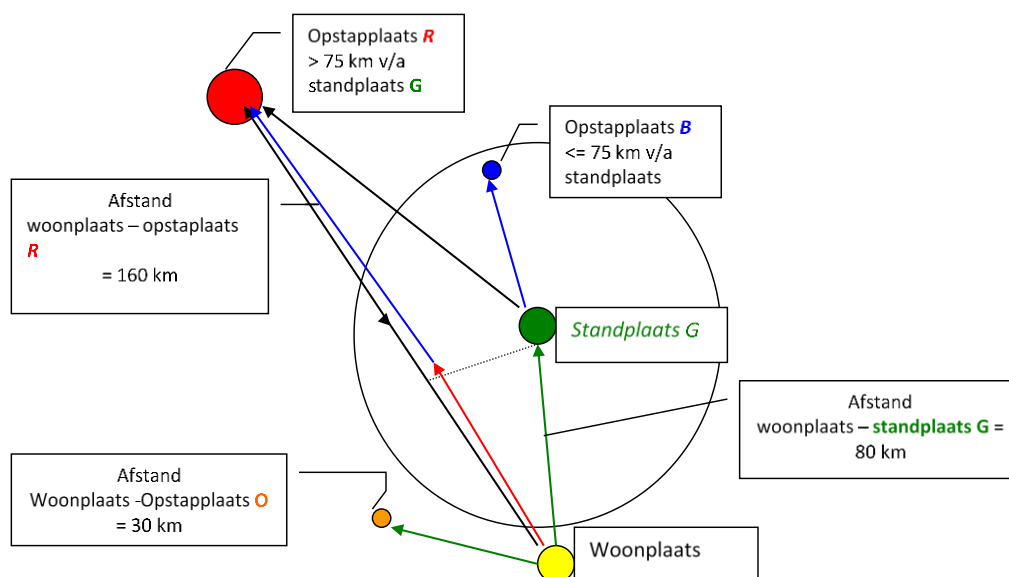 Opstapplaats R
> 75 km v/a
standplaats G
Opstapplaats B
<= 75 km v/a
standplaats
Afstand
woonplaats – opstaplaats
R
= 160 km
Standplaats G
Afstand
woonplaats – standplaats G =
80 km
Afstand
Woonplaats -Opstapplaats O
= 30 km
Woonplaats